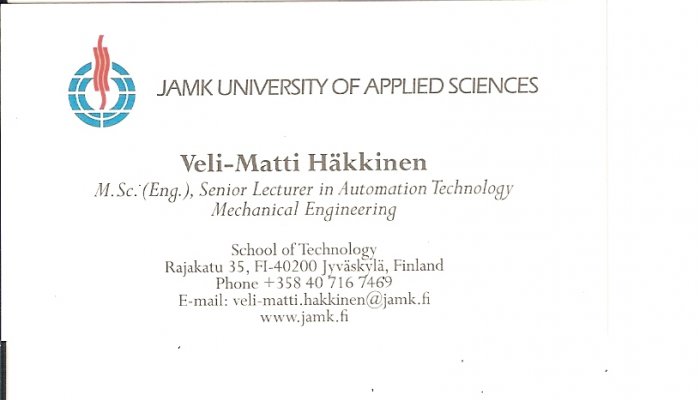 JAMK UNIVERSITY OF APPLIED SCIENCES
Veli-Matti Häkkinen
M.Sc. (Eng.), Senior Lecturer in Automation Technology
Mechanical Engineering
School of Technology
Rajakatu 35, FI-40200 Jyväskylä, Finland
Phone +358 40 716 7469
E-mail: veli-matti.hakkinen@jamk.fi
www.jamk.fi